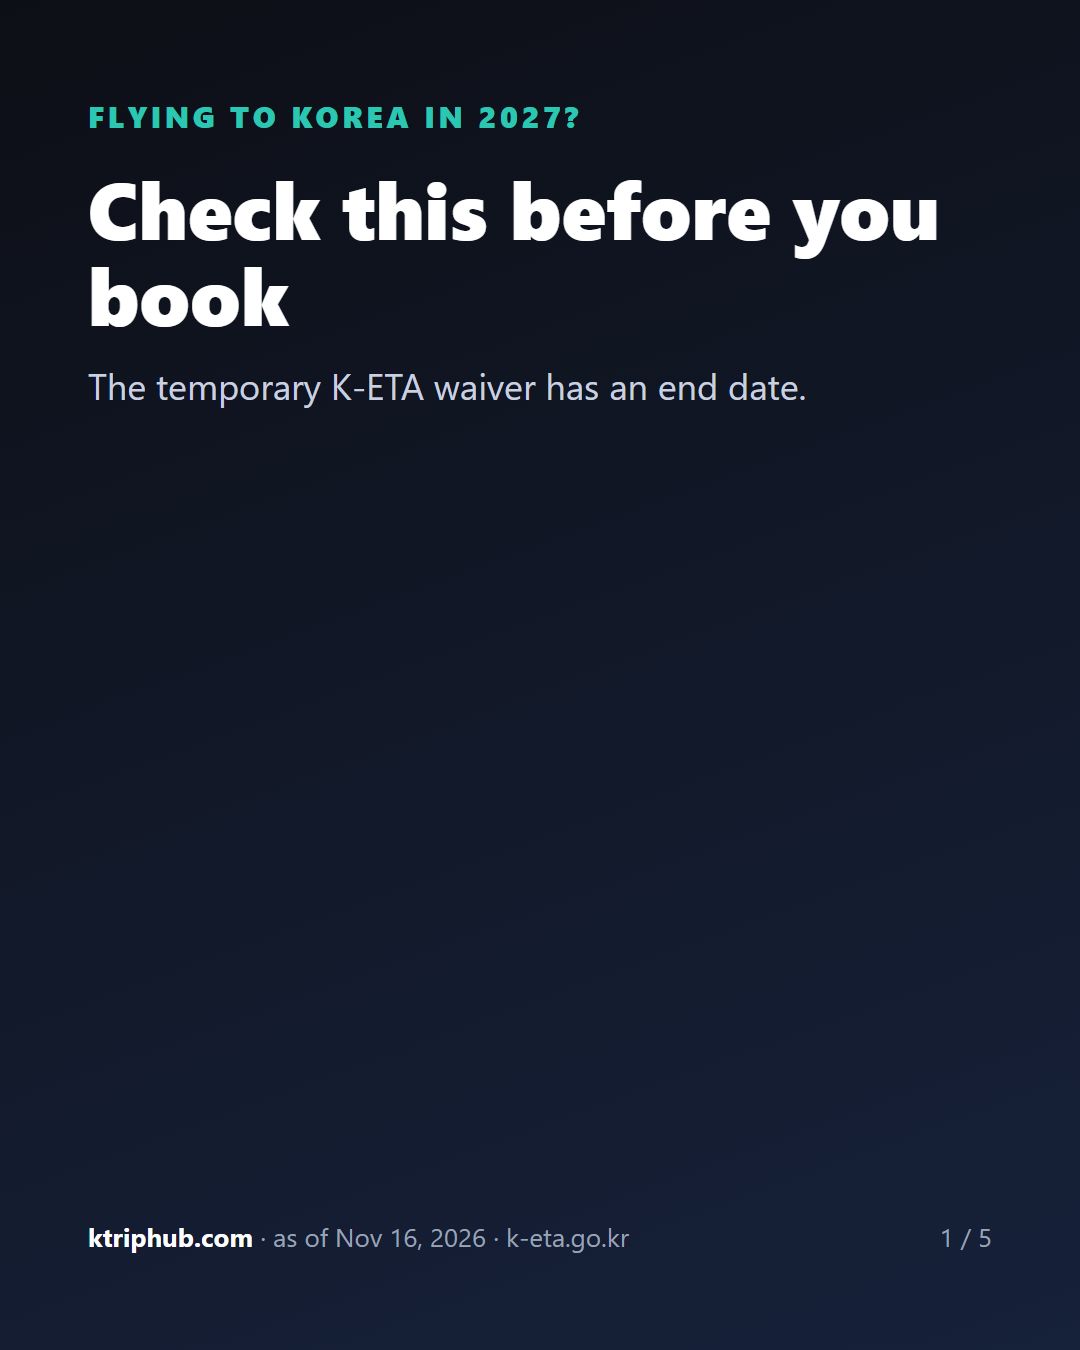 FLYING TO KOREA IN 2027?
Check this before you
book
The temporary K-ETA waiver has an end date.
ktriphub.com · as of Nov 16, 2026 · k-eta.go.kr
1 / 5